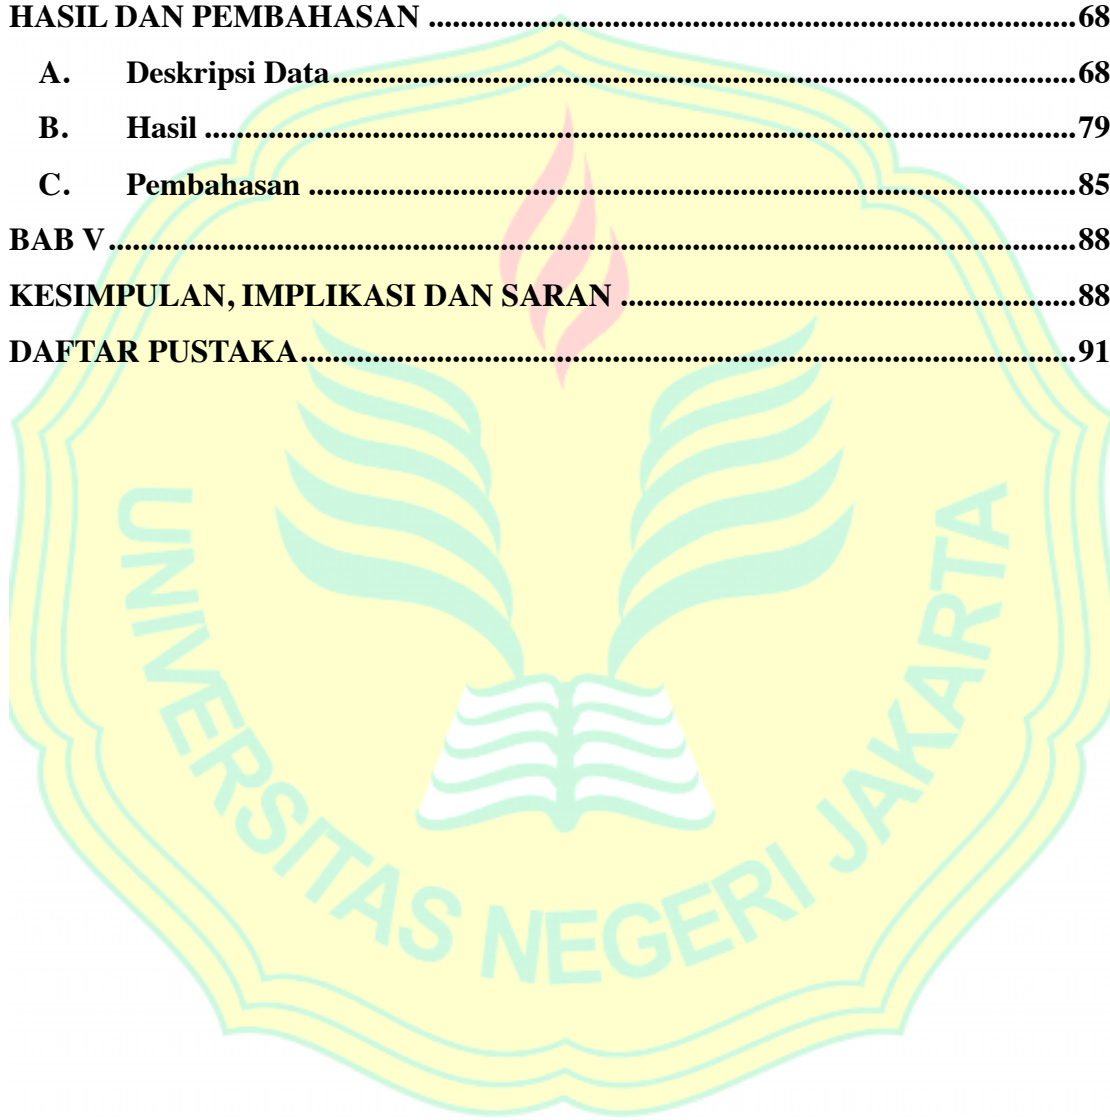 HASIL DAN PEMBAHASAN ........................................................................... 68
A. Deskripsi Data ........................................................................... 68
B. Hasil ........................................................................... 79
C. Pembahasan ........................................................................... 85
BAB V ........................................................................... 88
KESIMPULAN, IMPLIKASI DAN SARAN ........................................................................... 88
DAFTAR PUSTAKA ........................................................................... 91
UNIVERSITAS NEGERI JAKARTA